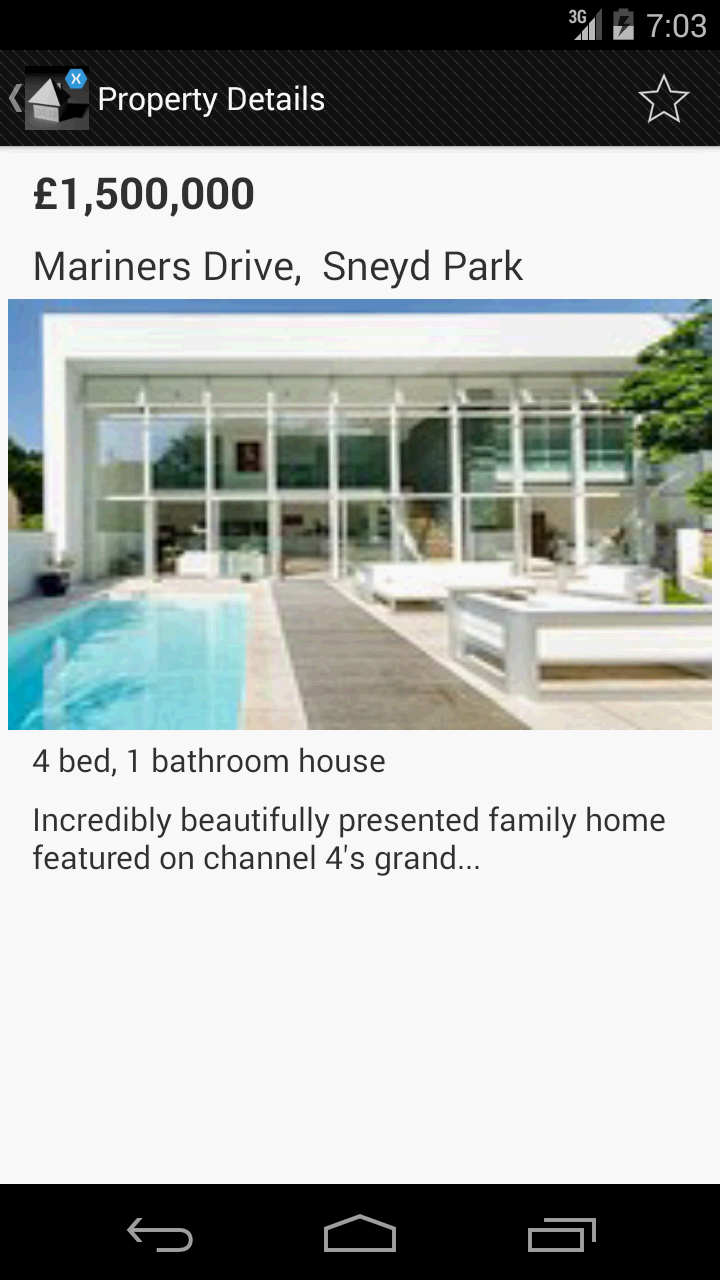 3G 7:03
X Property Details
£1,500,000
Mariners Drive,  Sneyd Park
4 bed, 1 bathroom house
Incredibly beautifully presented family home
featured on channel 4's grand...